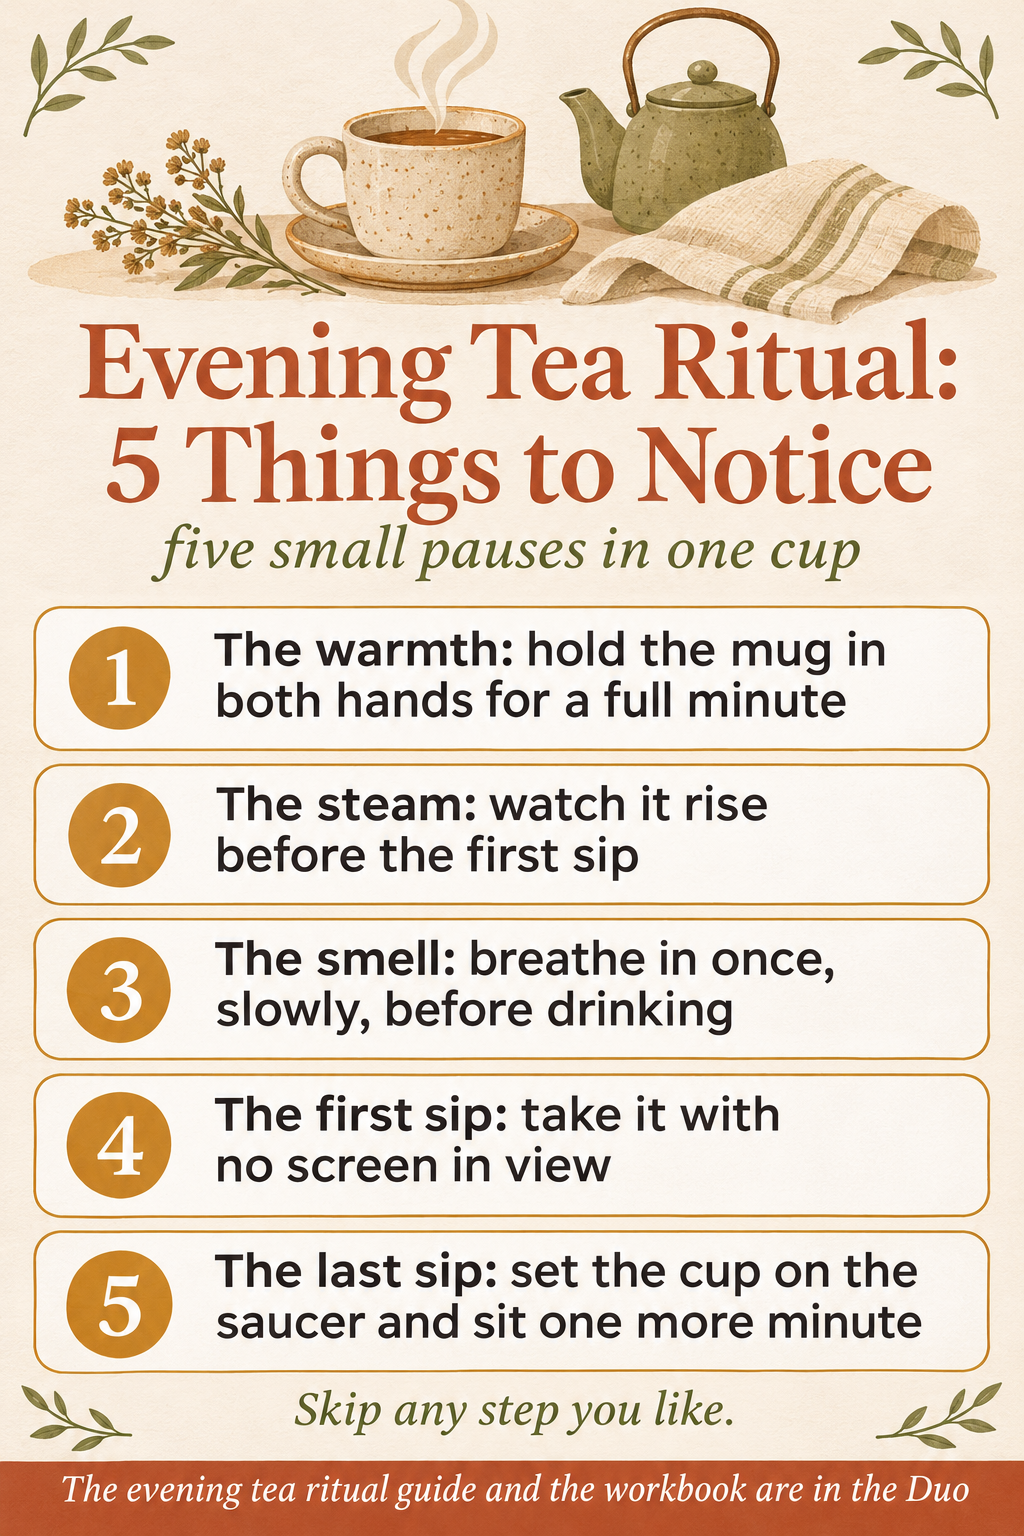 Evening Tea Ritual:
5 Things to Notice
five small pauses in one cup
1
The warmth: hold the mug in
both hands for a full minute
2
The steam: watch it rise
before the first sip
3
The smell: breathe in once,
slowly, before drinking
4
The first sip: take it with
no screen in view
5
The last sip: set the cup on the
saucer and sit one more minute
Skip any step you like.
The evening tea ritual guide and the workbook are in the Duo